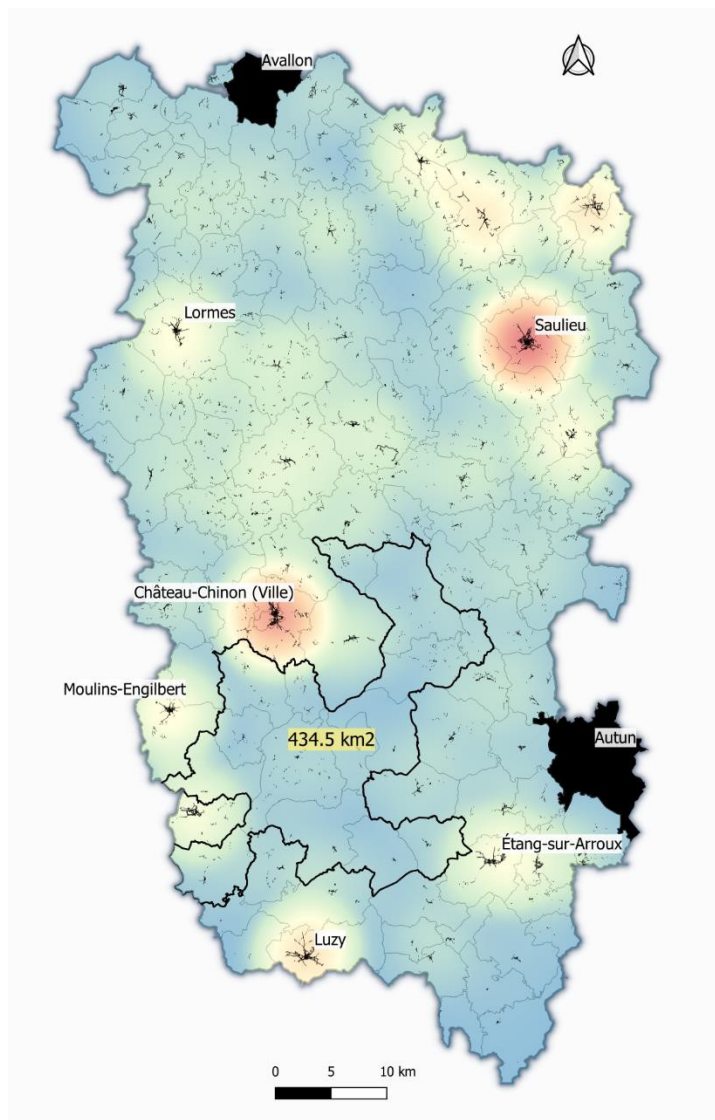 Avallon
Lormes
Saulieu
Château-Chinon (Ville)
Moulins-Engilbert
434.5 km2
Autun
Étang-sur-Arroux
Luzy
0 5 10 km